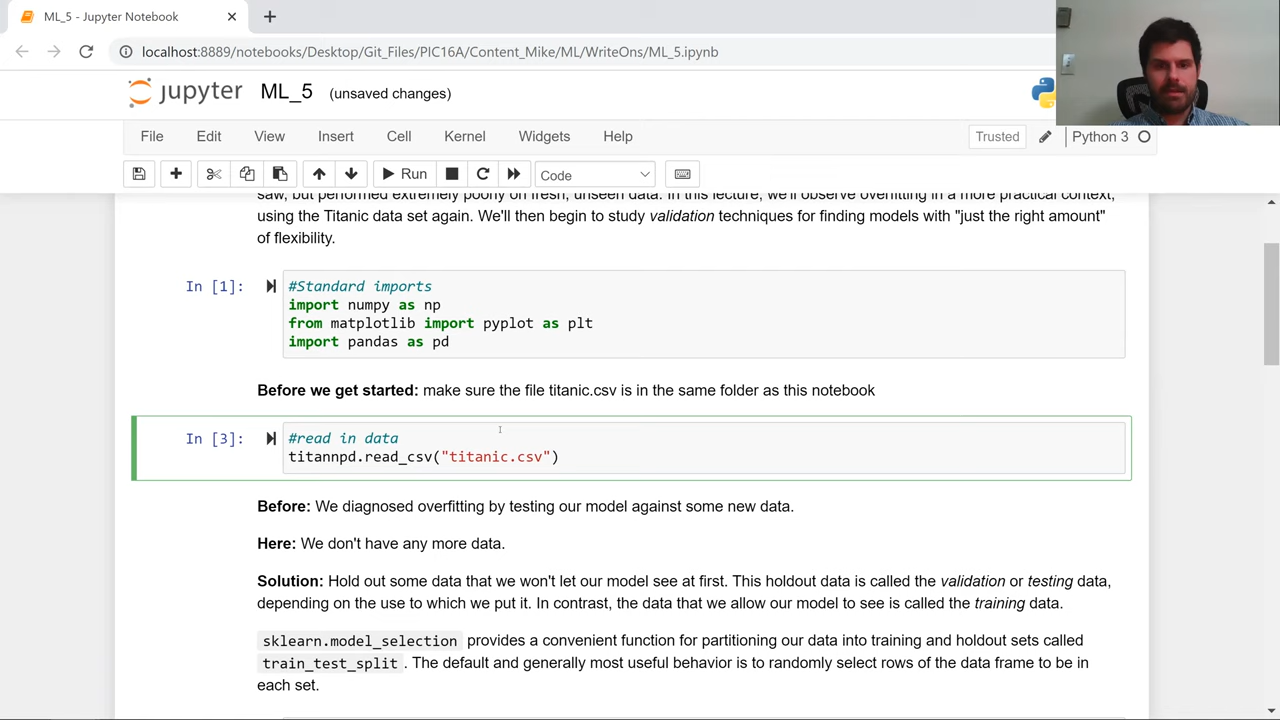 ML_5 - Jupyter Notebook
localhost:8889/notebooks/Desktop/Git_Files/PIC16A/Content_Mike/ML/WriteOns/ML_5.ipynb
jupyter ML_5 (unsaved changes)
File Edit View Insert Cell Kernel Widgets Help Trusted Python 3
Run Code
saw, but performed extremely poorly on fresh, unseen data. In this lecture, we'll observe overfitting in a more practical context,
using the Titanic data set again. We'll then begin to study validation techniques for finding models with "just the right amount"
of flexibility.
In [1]: #Standard imports
import numpy as np
from matplotlib import pyplot as plt
import pandas as pd
Before we get started: make sure the file titanic.csv is in the same folder as this notebook
In [3]: #read in data
titannpd.read_csv("titanic.csv")
Before: We diagnosed overfitting by testing our model against some new data.
Here: We don't have any more data.
Solution: Hold out some data that we won't let our model see at first. This holdout data is called the validation or testing data,
depending on the use to which we put it. In contrast, the data that we allow our model to see is called the training data.
sklearn.model_selection provides a convenient function for partitioning our data into training and holdout sets called
train_test_split. The default and generally most useful behavior is to randomly select rows of the data frame to be in
each set.